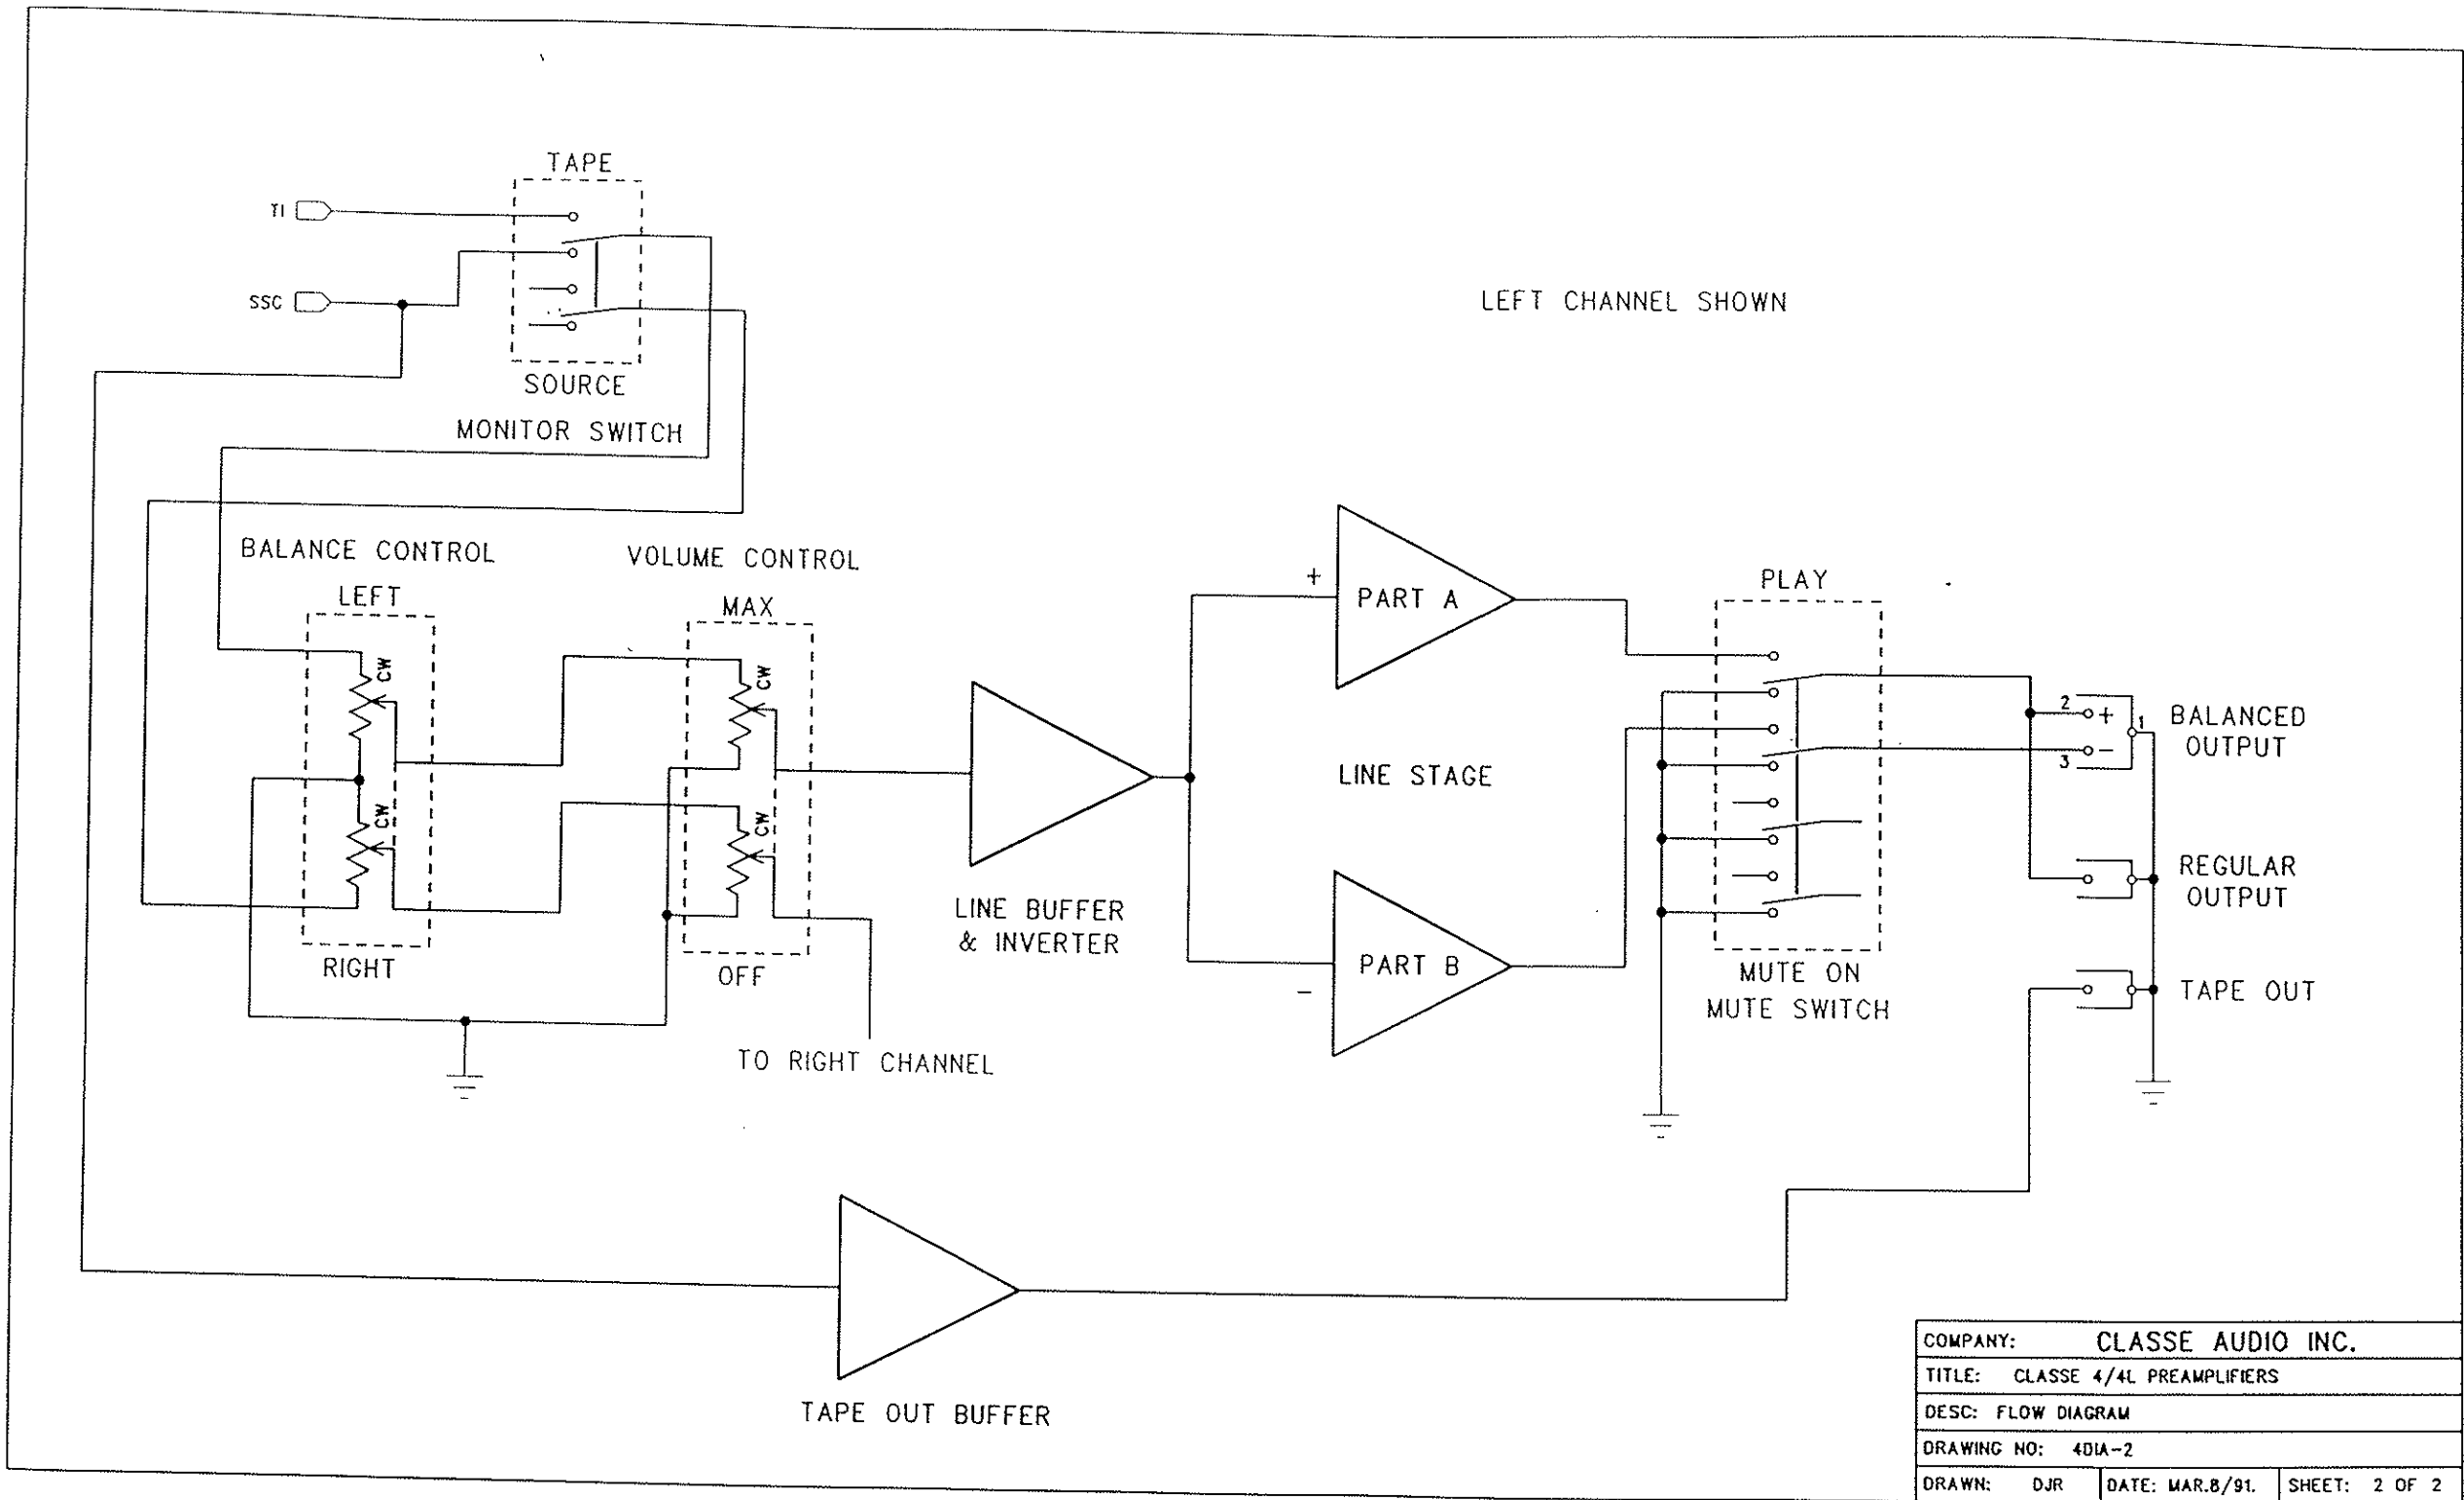 TAPE
TI
SSC
SOURCE
MONITOR SWITCH
LEFT CHANNEL SHOWN
BALANCE CONTROL
LEFT
CW
CW
RIGHT
VOLUME CONTROL
MAX
CW
CW
OFF
TO RIGHT CHANNEL
LINE BUFFER
& INVERTER
+
PART A
LINE STAGE
PART B
−
PLAY
MUTE ON
MUTE SWITCH
2
+
1
−
3
BALANCED
OUTPUT
REGULAR
OUTPUT
TAPE OUT
TAPE OUT BUFFER
COMPANY: CLASSE AUDIO INC.
TITLE: CLASSE 4/4L PREAMPLIFIERS
DESC: FLOW DIAGRAM
DRAWING NO: 4DIA-2
DRAWN: DJR DATE: MAR.8/91. SHEET: 2 OF 2